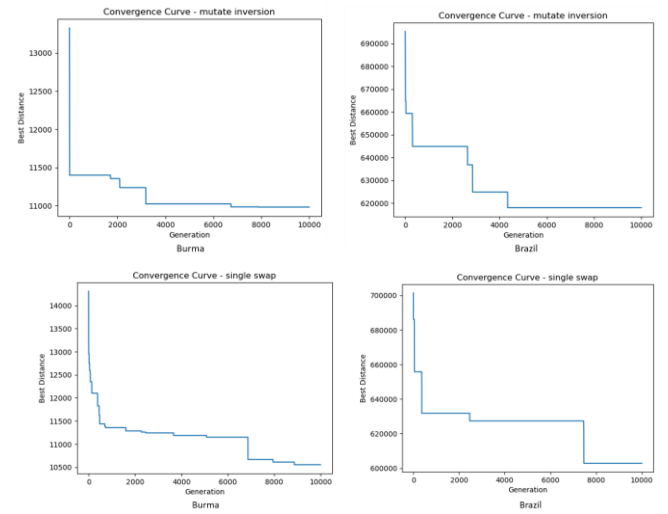 Convergence Curve - mutate inversion
13000
12500
12000
11500
11000
Best Distance
0 2000 4000 6000 8000 10000
Generation
Burma
Convergence Curve - mutate inversion
690000
680000
670000
660000
650000
640000
630000
620000
Best Distance
0 2000 4000 6000 8000 10000
Generation
Brazil
Convergence Curve - single swap
14000
13500
13000
12500
12000
11500
11000
10500
Best Distance
0 2000 4000 6000 8000 10000
Generation
Burma
Convergence Curve - single swap
700000
680000
660000
640000
620000
600000
Best Distance
0 2000 4000 6000 8000 10000
Generation
Brazil